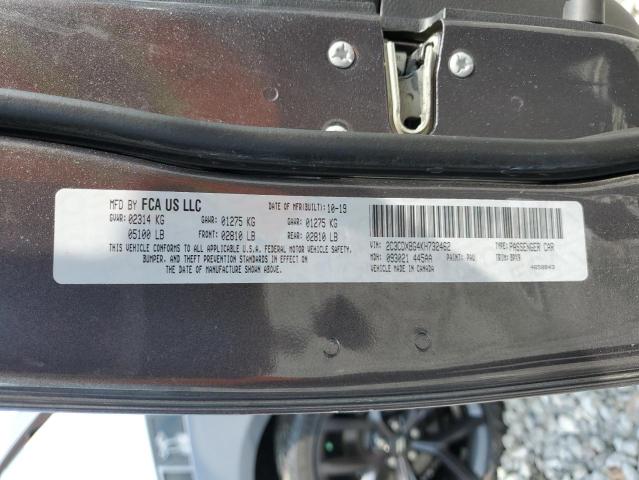 MFD BY FCA US LLC DATE OF MFR(BUILT): 10-19
GVWR: 02314 KG GAWR: 01275 KG GAWR: 01275 KG
05100 LB FRONT: 02810 LB REAR: 02810 LB
THIS VEHICLE CONFORMS TO ALL APPLICABLE U.S.A. FEDERAL MOTOR VEHICLE SAFETY,
BUMPER, AND THEFT PREVENTION STANDARDS IN EFFECT ON
THE DATE OF MANUFACTURE SHOWN ABOVE.
VIN: 2C3CDXBG4KH732462 TYPE: PASSENGER CAR
MDH: 093021 445AA PAINT: PAU TRIM: BPX9
VEHICLE MADE IN CANADA